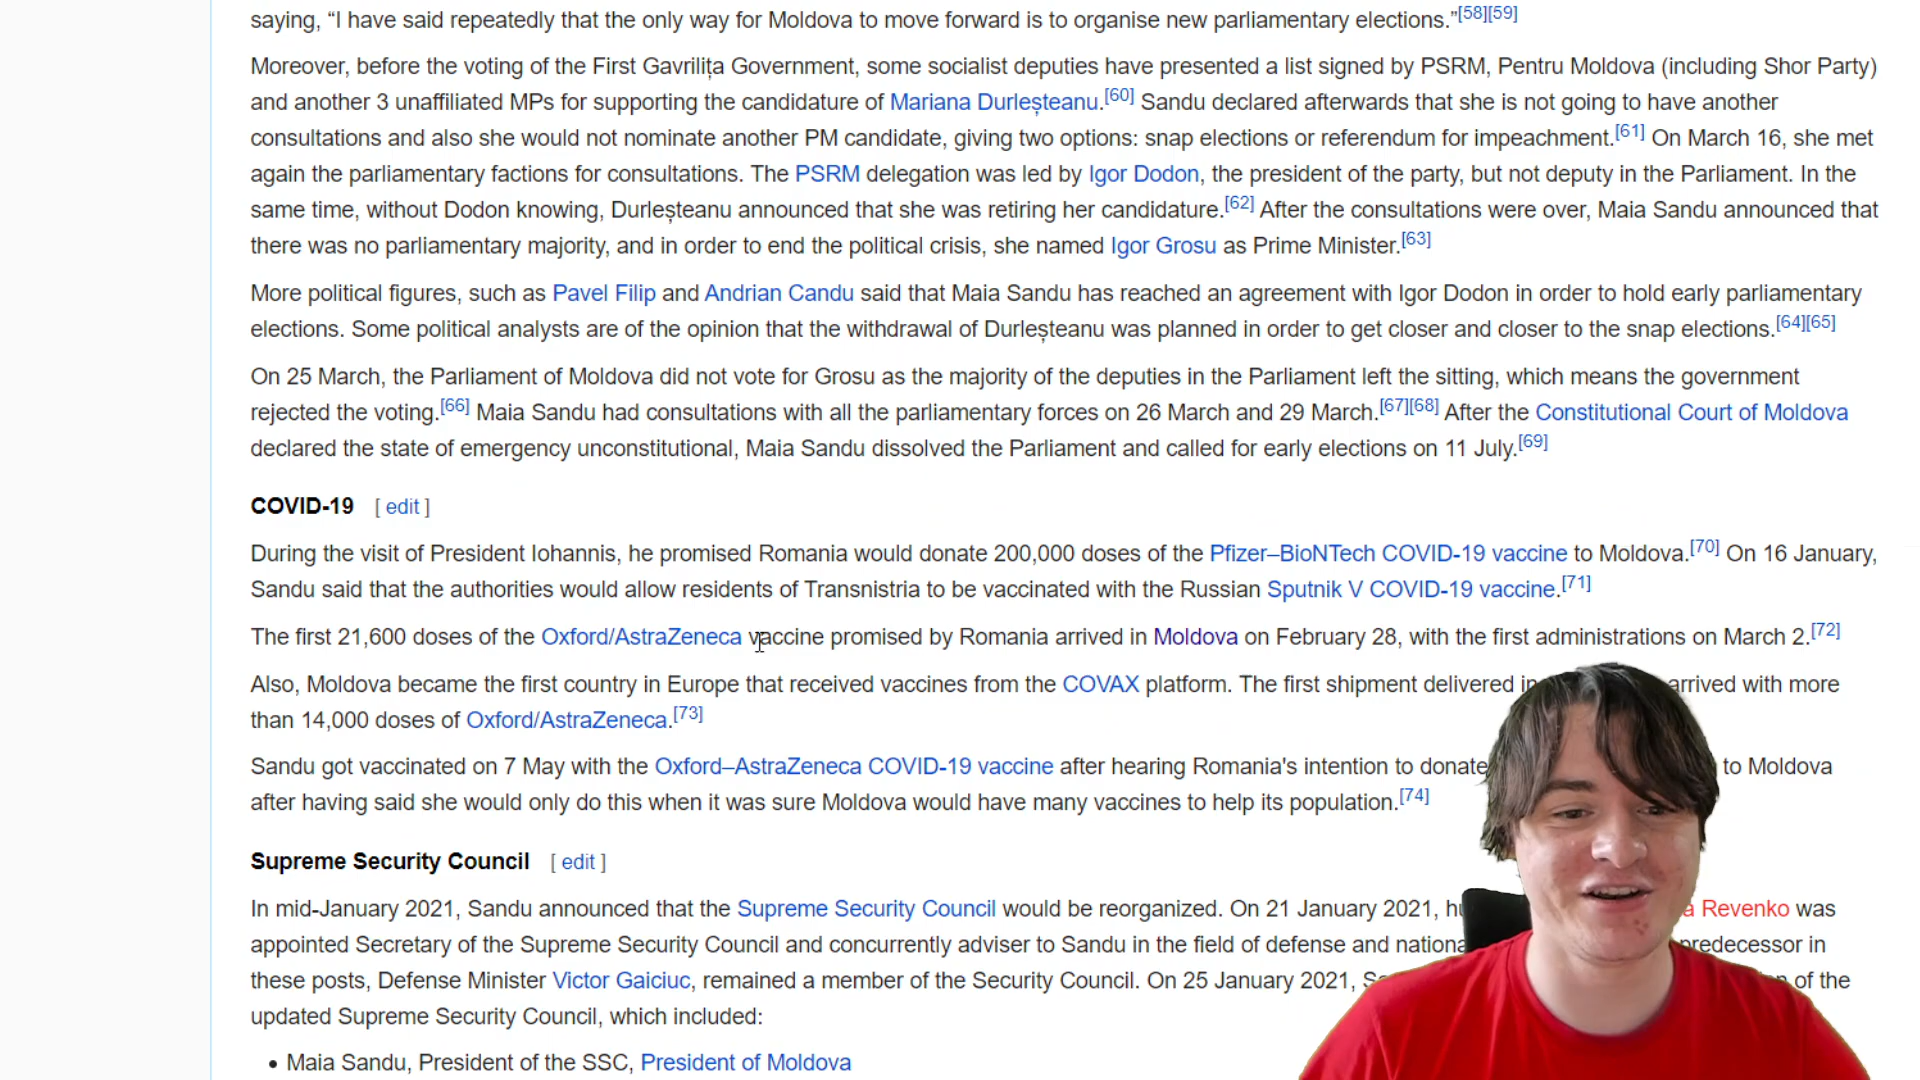 saying, “I have said repeatedly that the only way for Moldova to move forward is to organise new parliamentary elections.”[58][59]
Moreover, before the voting of the First Gavrilița Government, some socialist deputies have presented a list signed by PSRM, Pentru Moldova (including Shor Party)
and another 3 unaffiliated MPs for supporting the candidature of Mariana Durleșteanu.[60] Sandu declared afterwards that she is not going to have another
consultations and also she would not nominate another PM candidate, giving two options: snap elections or referendum for impeachment.[61] On March 16, she met
again the parliamentary factions for consultations. The PSRM delegation was led by Igor Dodon, the president of the party, but not deputy in the Parliament. In the
same time, without Dodon knowing, Durleșteanu announced that she was retiring her candidature.[62] After the consultations were over, Maia Sandu announced that
there was no parliamentary majority, and in order to end the political crisis, she named Igor Grosu as Prime Minister.[63]
More political figures, such as Pavel Filip and Andrian Candu said that Maia Sandu has reached an agreement with Igor Dodon in order to hold early parliamentary
elections. Some political analysts are of the opinion that the withdrawal of Durleșteanu was planned in order to get closer and closer to the snap elections.[64][65]
On 25 March, the Parliament of Moldova did not vote for Grosu as the majority of the deputies in the Parliament left the sitting, which means the government
rejected the voting.[66] Maia Sandu had consultations with all the parliamentary forces on 26 March and 29 March.[67][68] After the Constitutional Court of Moldova
declared the state of emergency unconstitutional, Maia Sandu dissolved the Parliament and called for early elections on 11 July.[69]
COVID-19 [ edit ]
During the visit of President Iohannis, he promised Romania would donate 200,000 doses of the Pfizer–BioNTech COVID-19 vaccine to Moldova.[70] On 16 January,
Sandu said that the authorities would allow residents of Transnistria to be vaccinated with the Russian Sputnik V COVID-19 vaccine.[71]
The first 21,600 doses of the Oxford/AstraZeneca vaccine promised by Romania arrived in Moldova on February 28, with the first administrations on March 2.[72]
Also, Moldova became the first country in Europe that received vaccines from the COVAX platform. The first shipment delivered in arrived with more
than 14,000 doses of Oxford/AstraZeneca.[73]
Sandu got vaccinated on 7 May with the Oxford–AstraZeneca COVID-19 vaccine after hearing Romania's intention to donate to Moldova
after having said she would only do this when it was sure Moldova would have many vaccines to help its population.[74]
Supreme Security Council [ edit ]
In mid-January 2021, Sandu announced that the Supreme Security Council would be reorganized. On 21 January 2021, Revenko was
appointed Secretary of the Supreme Security Council and concurrently adviser to Sandu in the field of defense and predecessor in
these posts, Defense Minister Victor Gaiciuc, remained a member of the Security Council. On 25 January 2021, of the
updated Supreme Security Council, which included:
• Maia Sandu, President of the SSC, President of Moldova